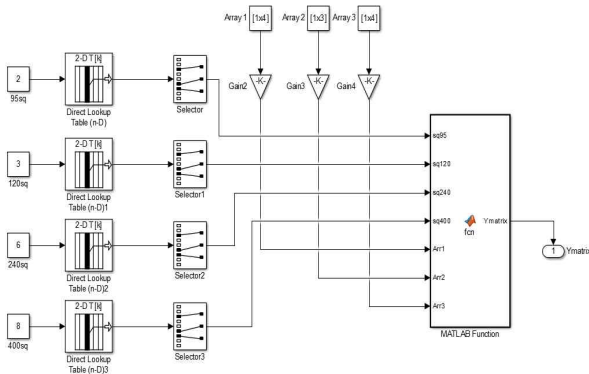 Array 1 [1x4] Array 2 [1x3] Array 3 [1x4]
-K- -K- -K-
Gain2 Gain3 Gain4
2
95sq
2-D T[k]
Direct Lookup
Table (n-D)
Selector
3
120sq
2-D T[k]
Direct Lookup
Table (n-D)1
Selector1
6
240sq
2-D T[k]
Direct Lookup
Table (n-D)2
Selector2
8
400sq
2-D T[k]
Direct Lookup
Table (n-D)3
Selector3
sq95
sq120
sq240
sq400
Arr1
Arr2
Arr3
fcn
Ymatrix
MATLAB Function
1
Ymatrix